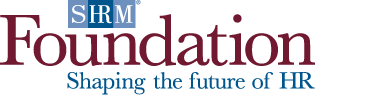 SHRM®
Foundation
Shaping the future of HR